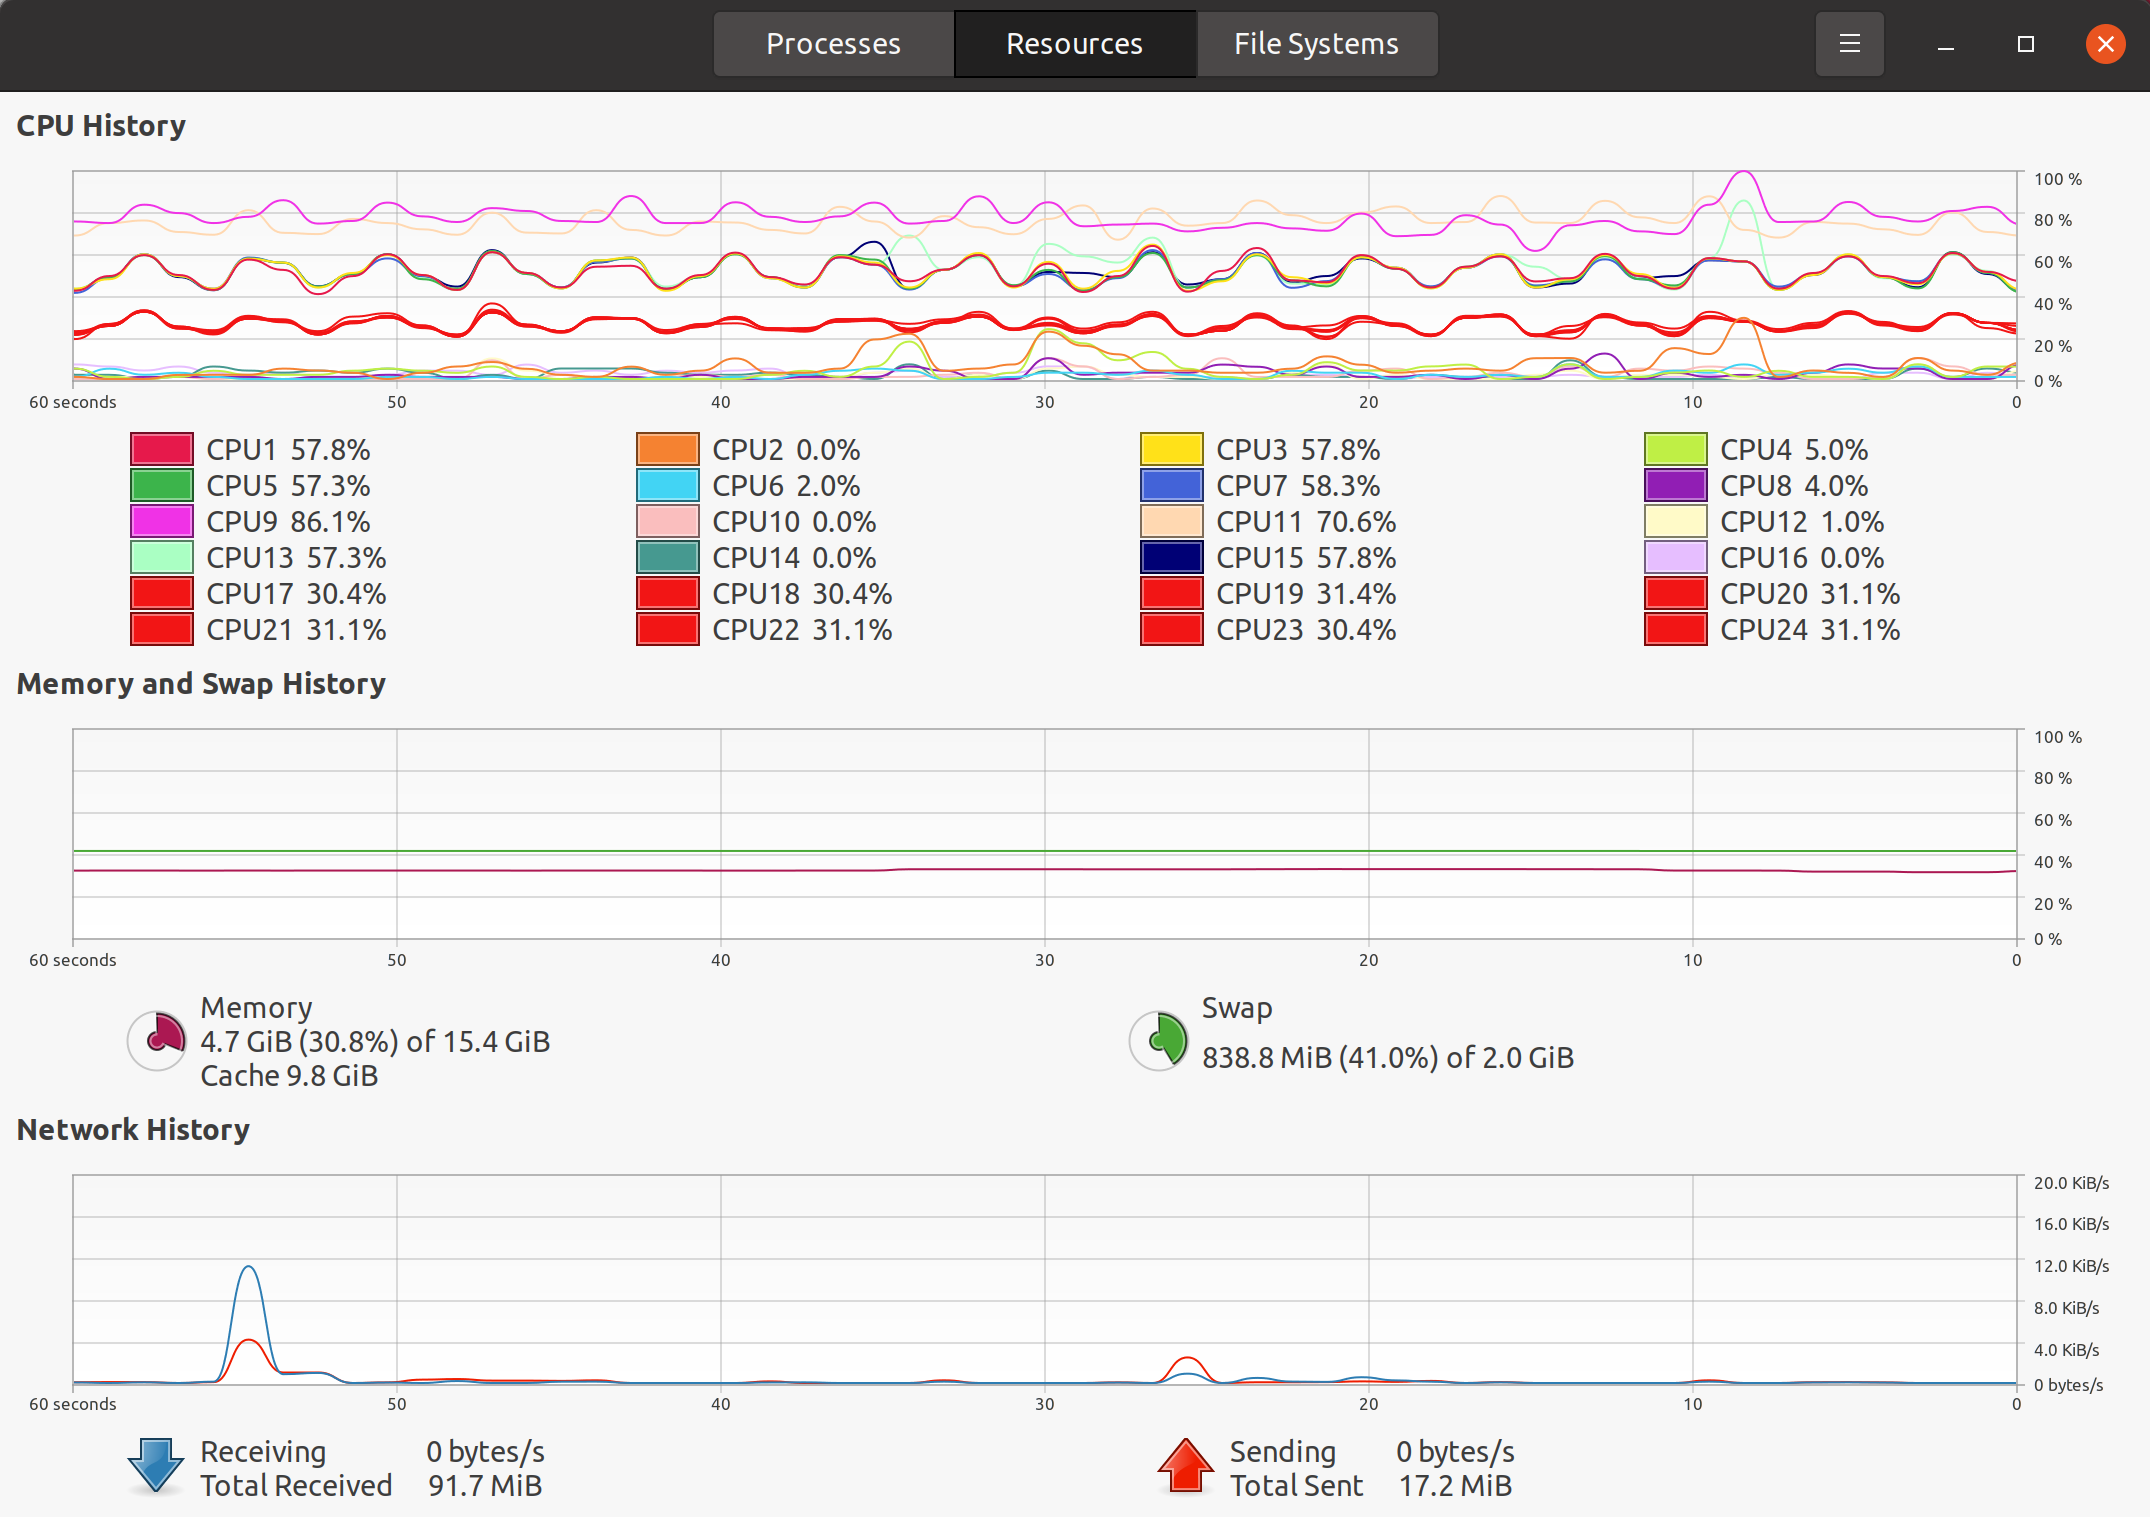 Processes Resources File Systems
CPU History
100 %
80 %
60 %
40 %
20 %
0 %
60 seconds 50 40 30 20 10 0
CPU1 57.8% CPU2 0.0% CPU3 57.8% CPU4 5.0%
CPU5 57.3% CPU6 2.0% CPU7 58.3% CPU8 4.0%
CPU9 86.1% CPU10 0.0% CPU11 70.6% CPU12 1.0%
CPU13 57.3% CPU14 0.0% CPU15 57.8% CPU16 0.0%
CPU17 30.4% CPU18 30.4% CPU19 31.4% CPU20 31.1%
CPU21 31.1% CPU22 31.1% CPU23 30.4% CPU24 31.1%
Memory and Swap History
100 %
80 %
60 %
40 %
20 %
0 %
60 seconds 50 40 30 20 10 0
Memory
4.7 GiB (30.8%) of 15.4 GiB
Cache 9.8 GiB
Swap
838.8 MiB (41.0%) of 2.0 GiB
Network History
20.0 KiB/s
16.0 KiB/s
12.0 KiB/s
8.0 KiB/s
4.0 KiB/s
0 bytes/s
60 seconds 50 40 30 20 10 0
Receiving 0 bytes/s
Total Received 91.7 MiB
Sending 0 bytes/s
Total Sent 17.2 MiB